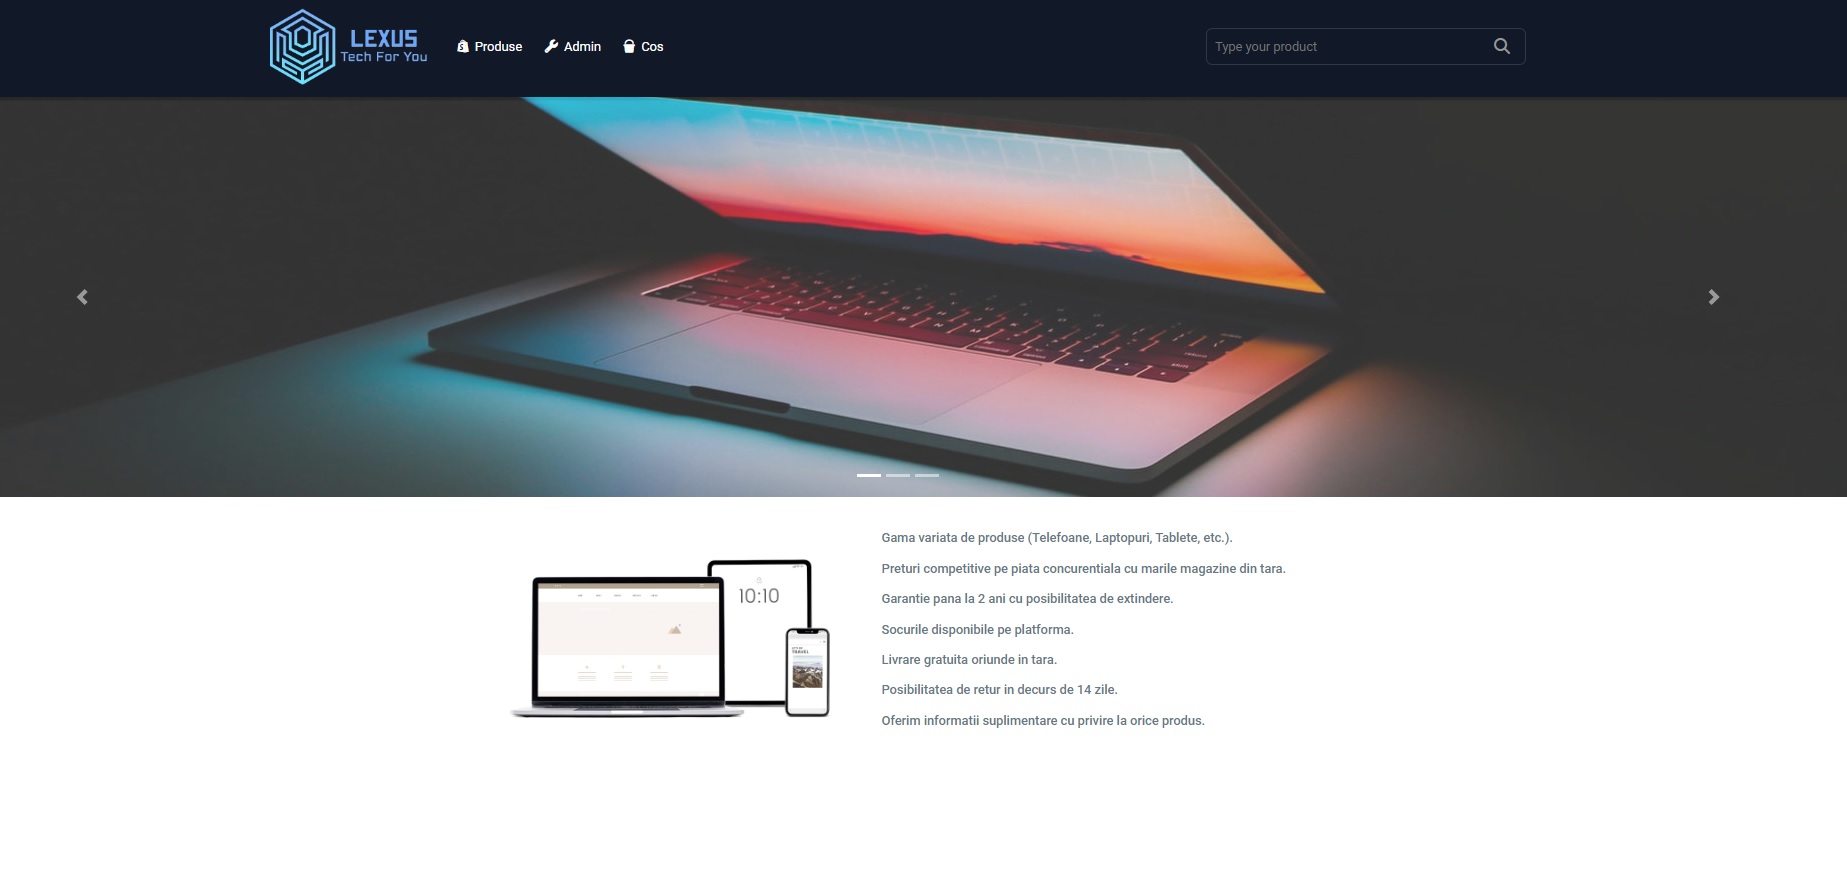 LEXUS
Tech For You
Produse
Admin
Cos
Type your product
Gama variata de produse (Telefoane, Laptopuri, Tablete, etc.).
Preturi competitive pe piata concurentiala cu marile magazine din tara.
Garantie pana la 2 ani cu posibilitatea de extindere.
Socurile disponibile pe platforma.
Livrare gratuita oriunde in tara.
Posibilitatea de retur in decurs de 14 zile.
Oferim informatii suplimentare cu privire la orice produs.
10:10
TRAVEL